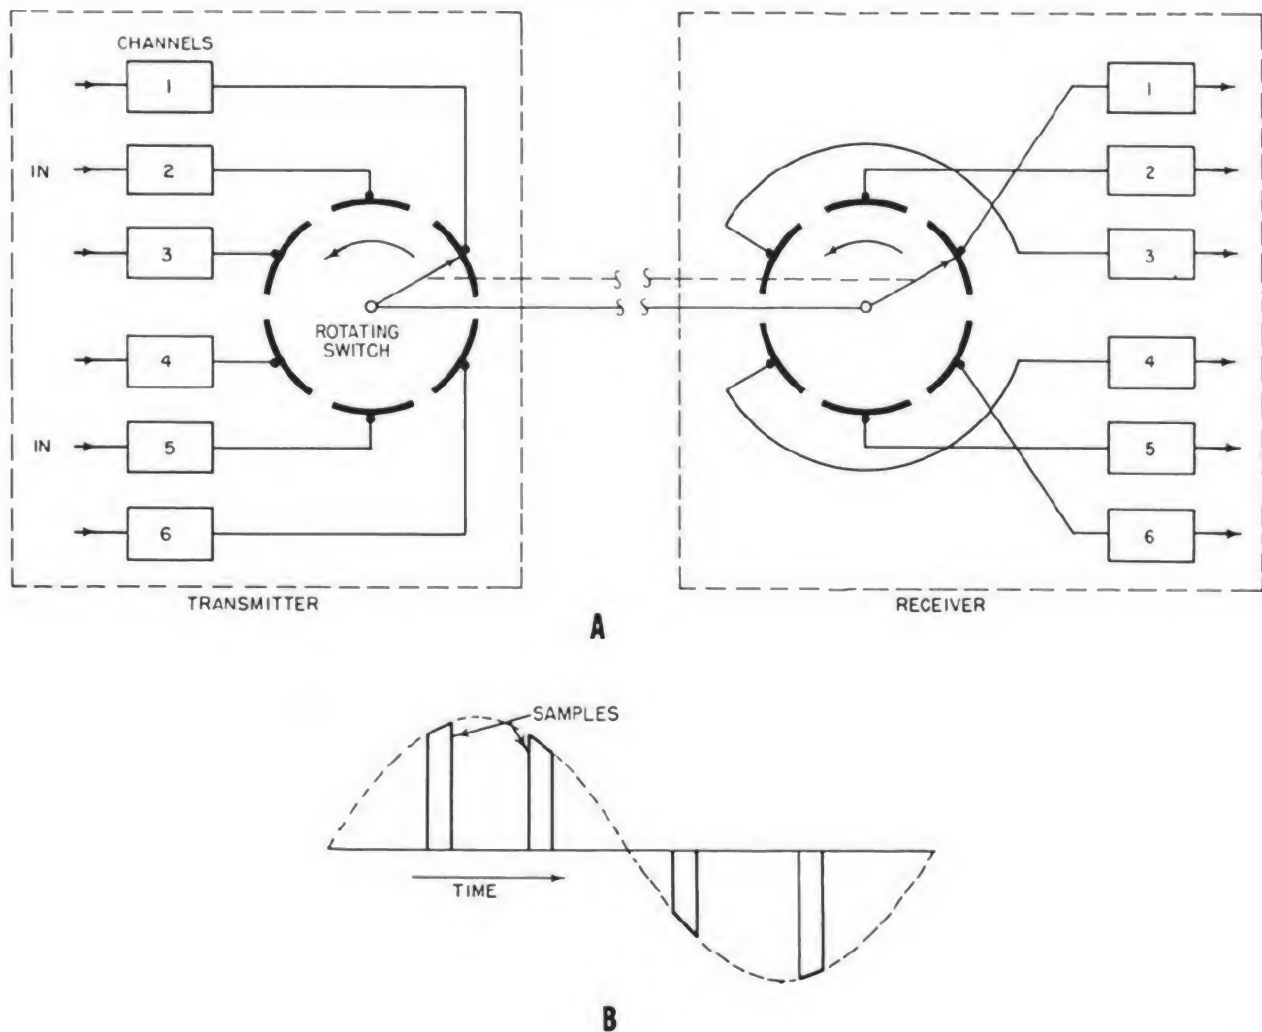 CHANNELS
1
IN
2
3
4
IN
5
6
ROTATING
SWITCH
TRANSMITTER
1
2
3
4
5
6
RECEIVER
A
SAMPLES
TIME
B